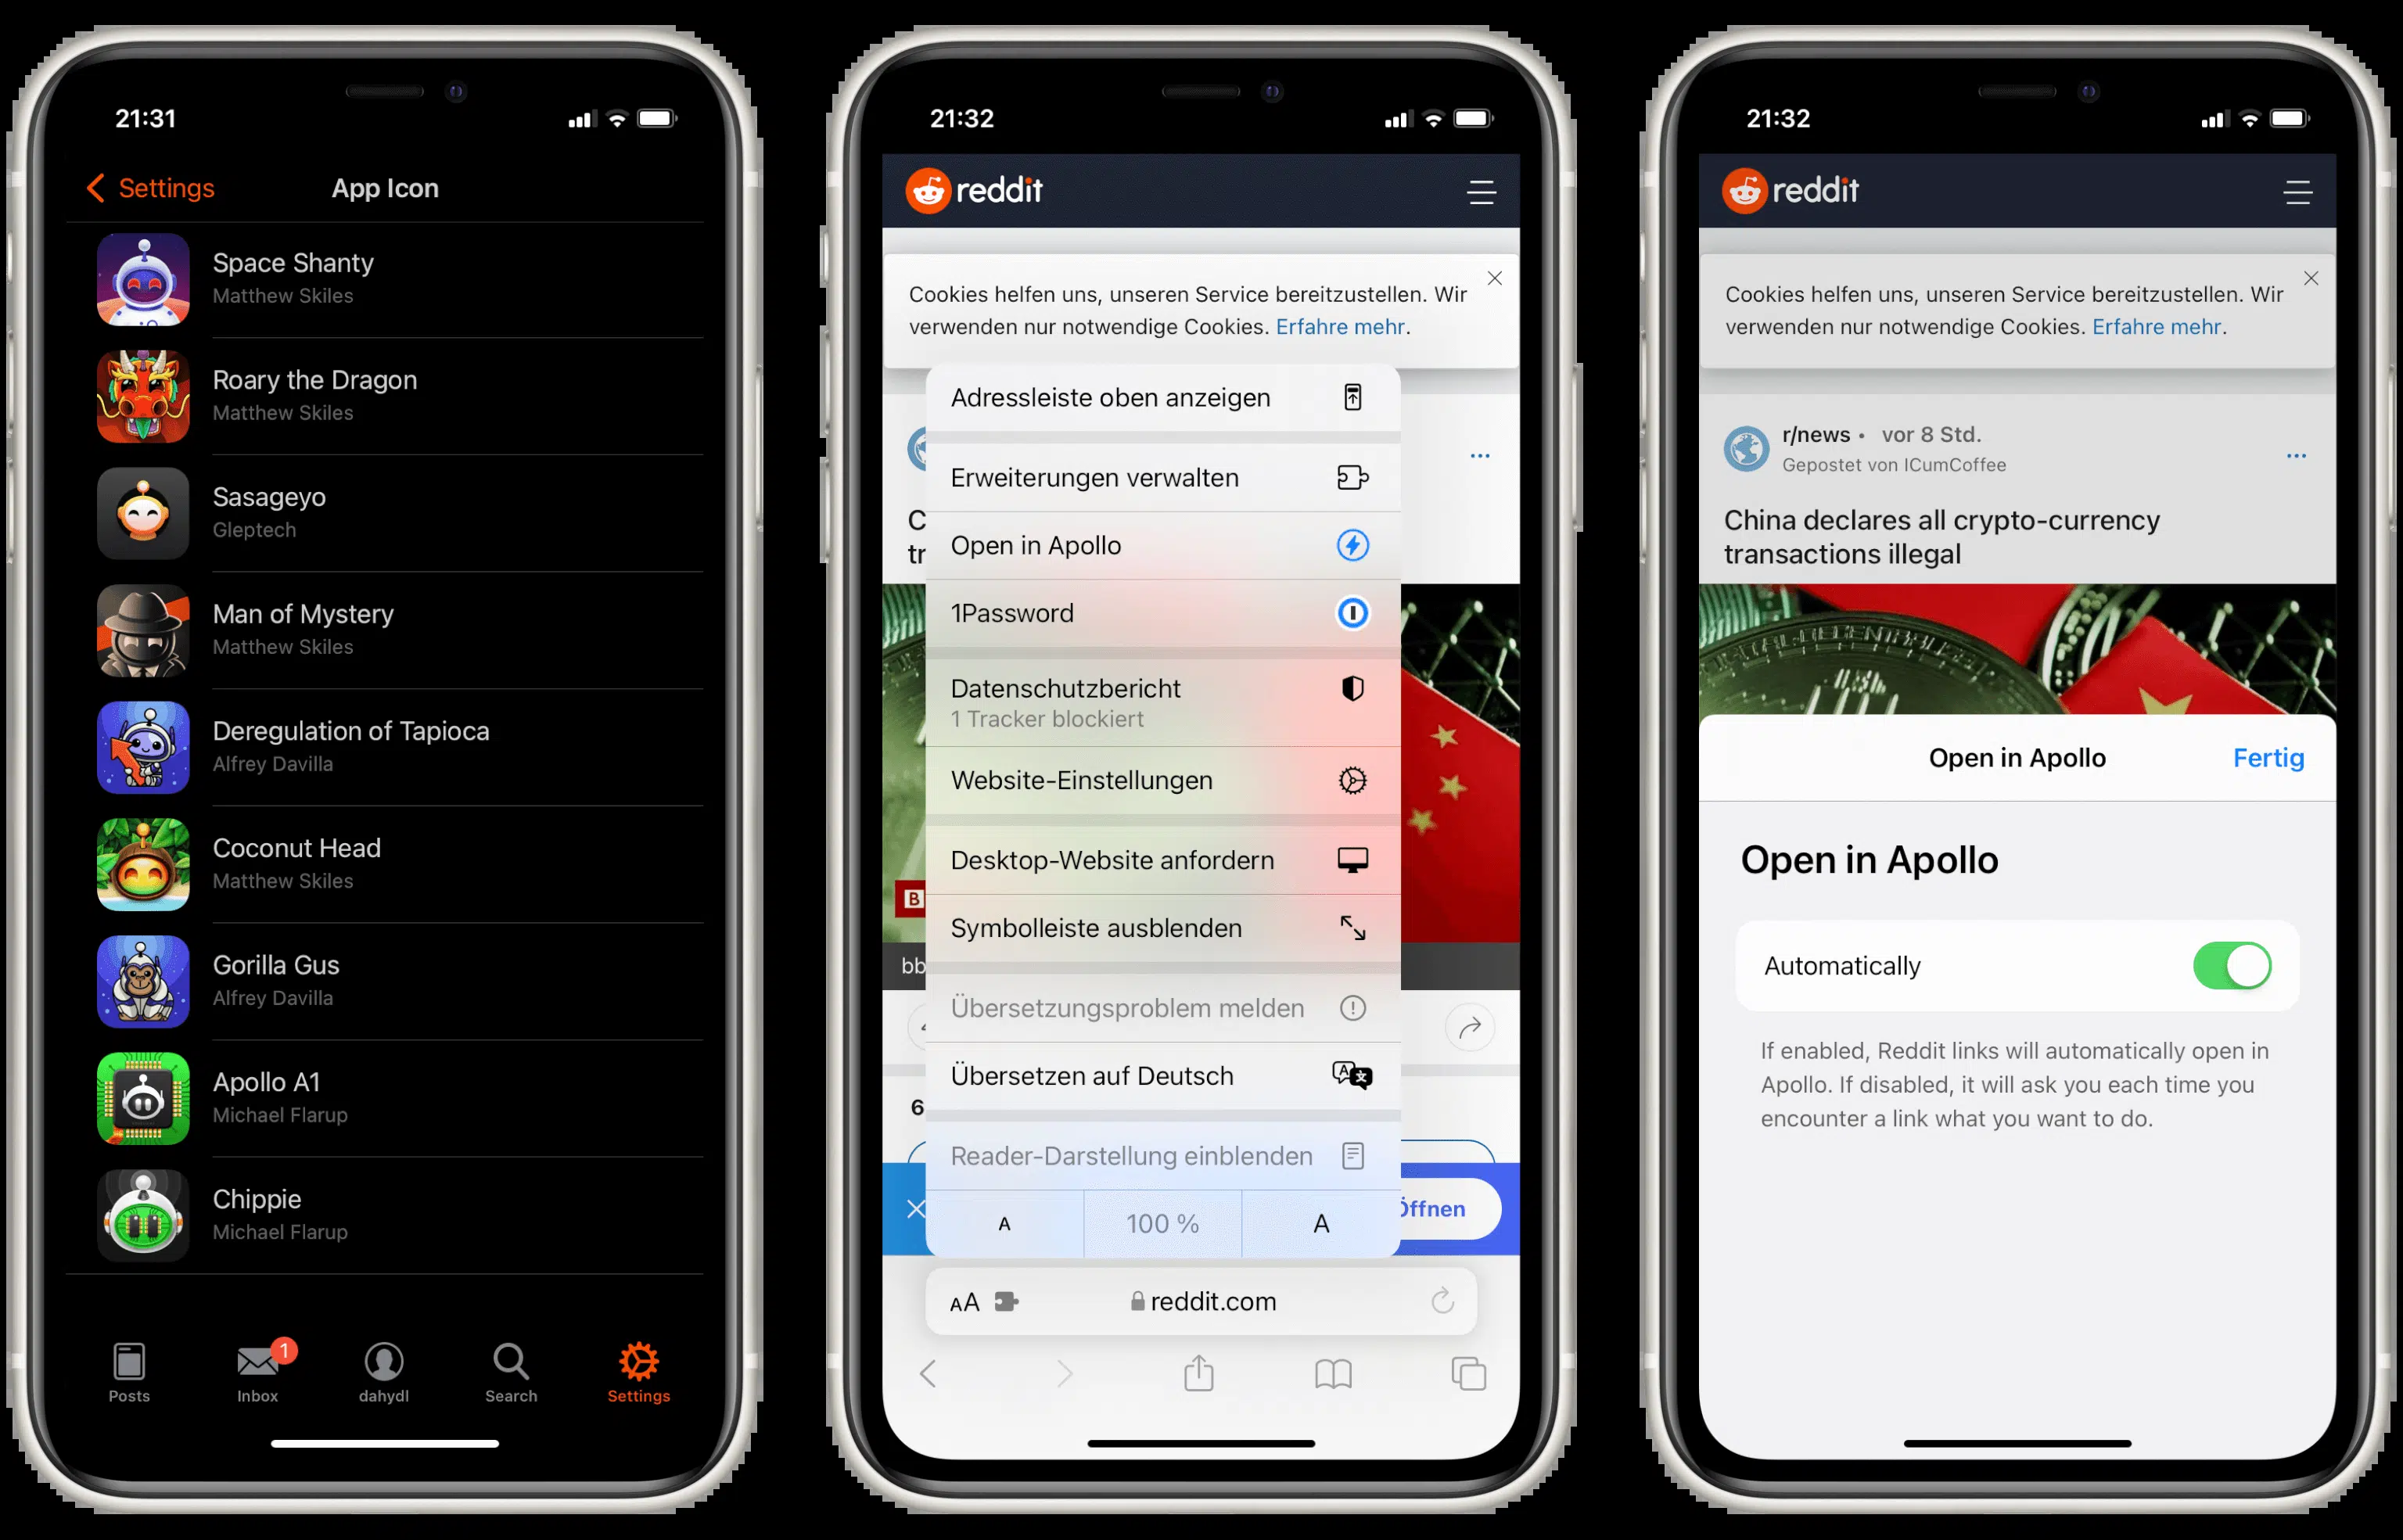 21:31
Settings
App Icon
Space Shanty
Matthew Skiles
Roary the Dragon
Matthew Skiles
Sasageyo
Gleptech
Man of Mystery
Matthew Skiles
Deregulation of Tapioca
Alfrey Davilla
Coconut Head
Matthew Skiles
Gorilla Gus
Alfrey Davilla
Apollo A1
Michael Flarup
Chippie
Michael Flarup
Posts
1
Inbox
dahydl
Search
Settings
21:32
reddit
Cookies helfen uns, unseren Service bereitzustellen. Wir
verwenden nur notwendige Cookies. Erfahre mehr.
Adressleiste oben anzeigen
Erweiterungen verwalten
C
Open in Apollo
tr
1Password
Datenschutzbericht
1 Tracker blockiert
Website-Einstellungen
Desktop-Website anfordern
B
Symbolleiste ausblenden
bb
Übersetzungsproblem melden
Übersetzen auf Deutsch
6
Reader-Darstellung einblenden
A 100 % A
Öffnen
AA
reddit.com
21:32
reddit
Cookies helfen uns, unseren Service bereitzustellen. Wir
verwenden nur notwendige Cookies. Erfahre mehr.
r/news • vor 8 Std.
Gepostet von ICumCoffee
China declares all crypto-currency
transactions illegal
Open in Apollo
Fertig
Open in Apollo
Automatically
If enabled, Reddit links will automatically open in
Apollo. If disabled, it will ask you each time you
encounter a link what you want to do.